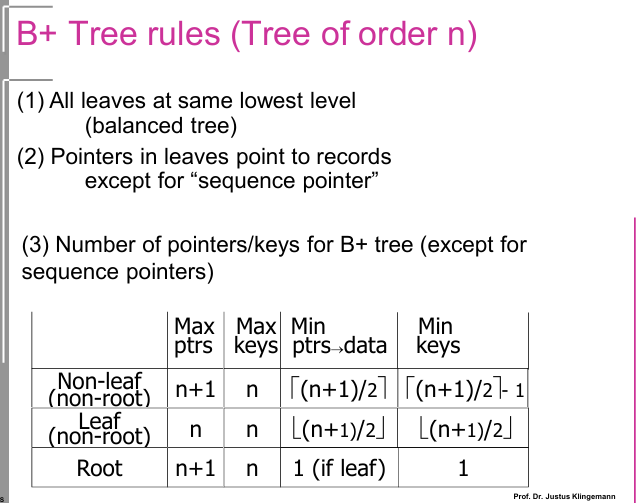 B+ Tree rules (Tree of order n)
(1) All leaves at same lowest level
(balanced tree)
(2) Pointers in leaves point to records
except for “sequence pointer”
(3) Number of pointers/keys for B+ tree (except for
sequence pointers)
Max ptrs Max keys Min ptrs→data Min keys
Non-leaf (non-root) n+1 n ⌈(n+1)/2⌉ ⌈(n+1)/2⌉- 1
Leaf (non-root) n n ⌊(n+1)/2⌋ ⌊(n+1)/2⌋
Root n+1 n 1 (if leaf) 1
s
Prof. Dr. Justus Klingemann